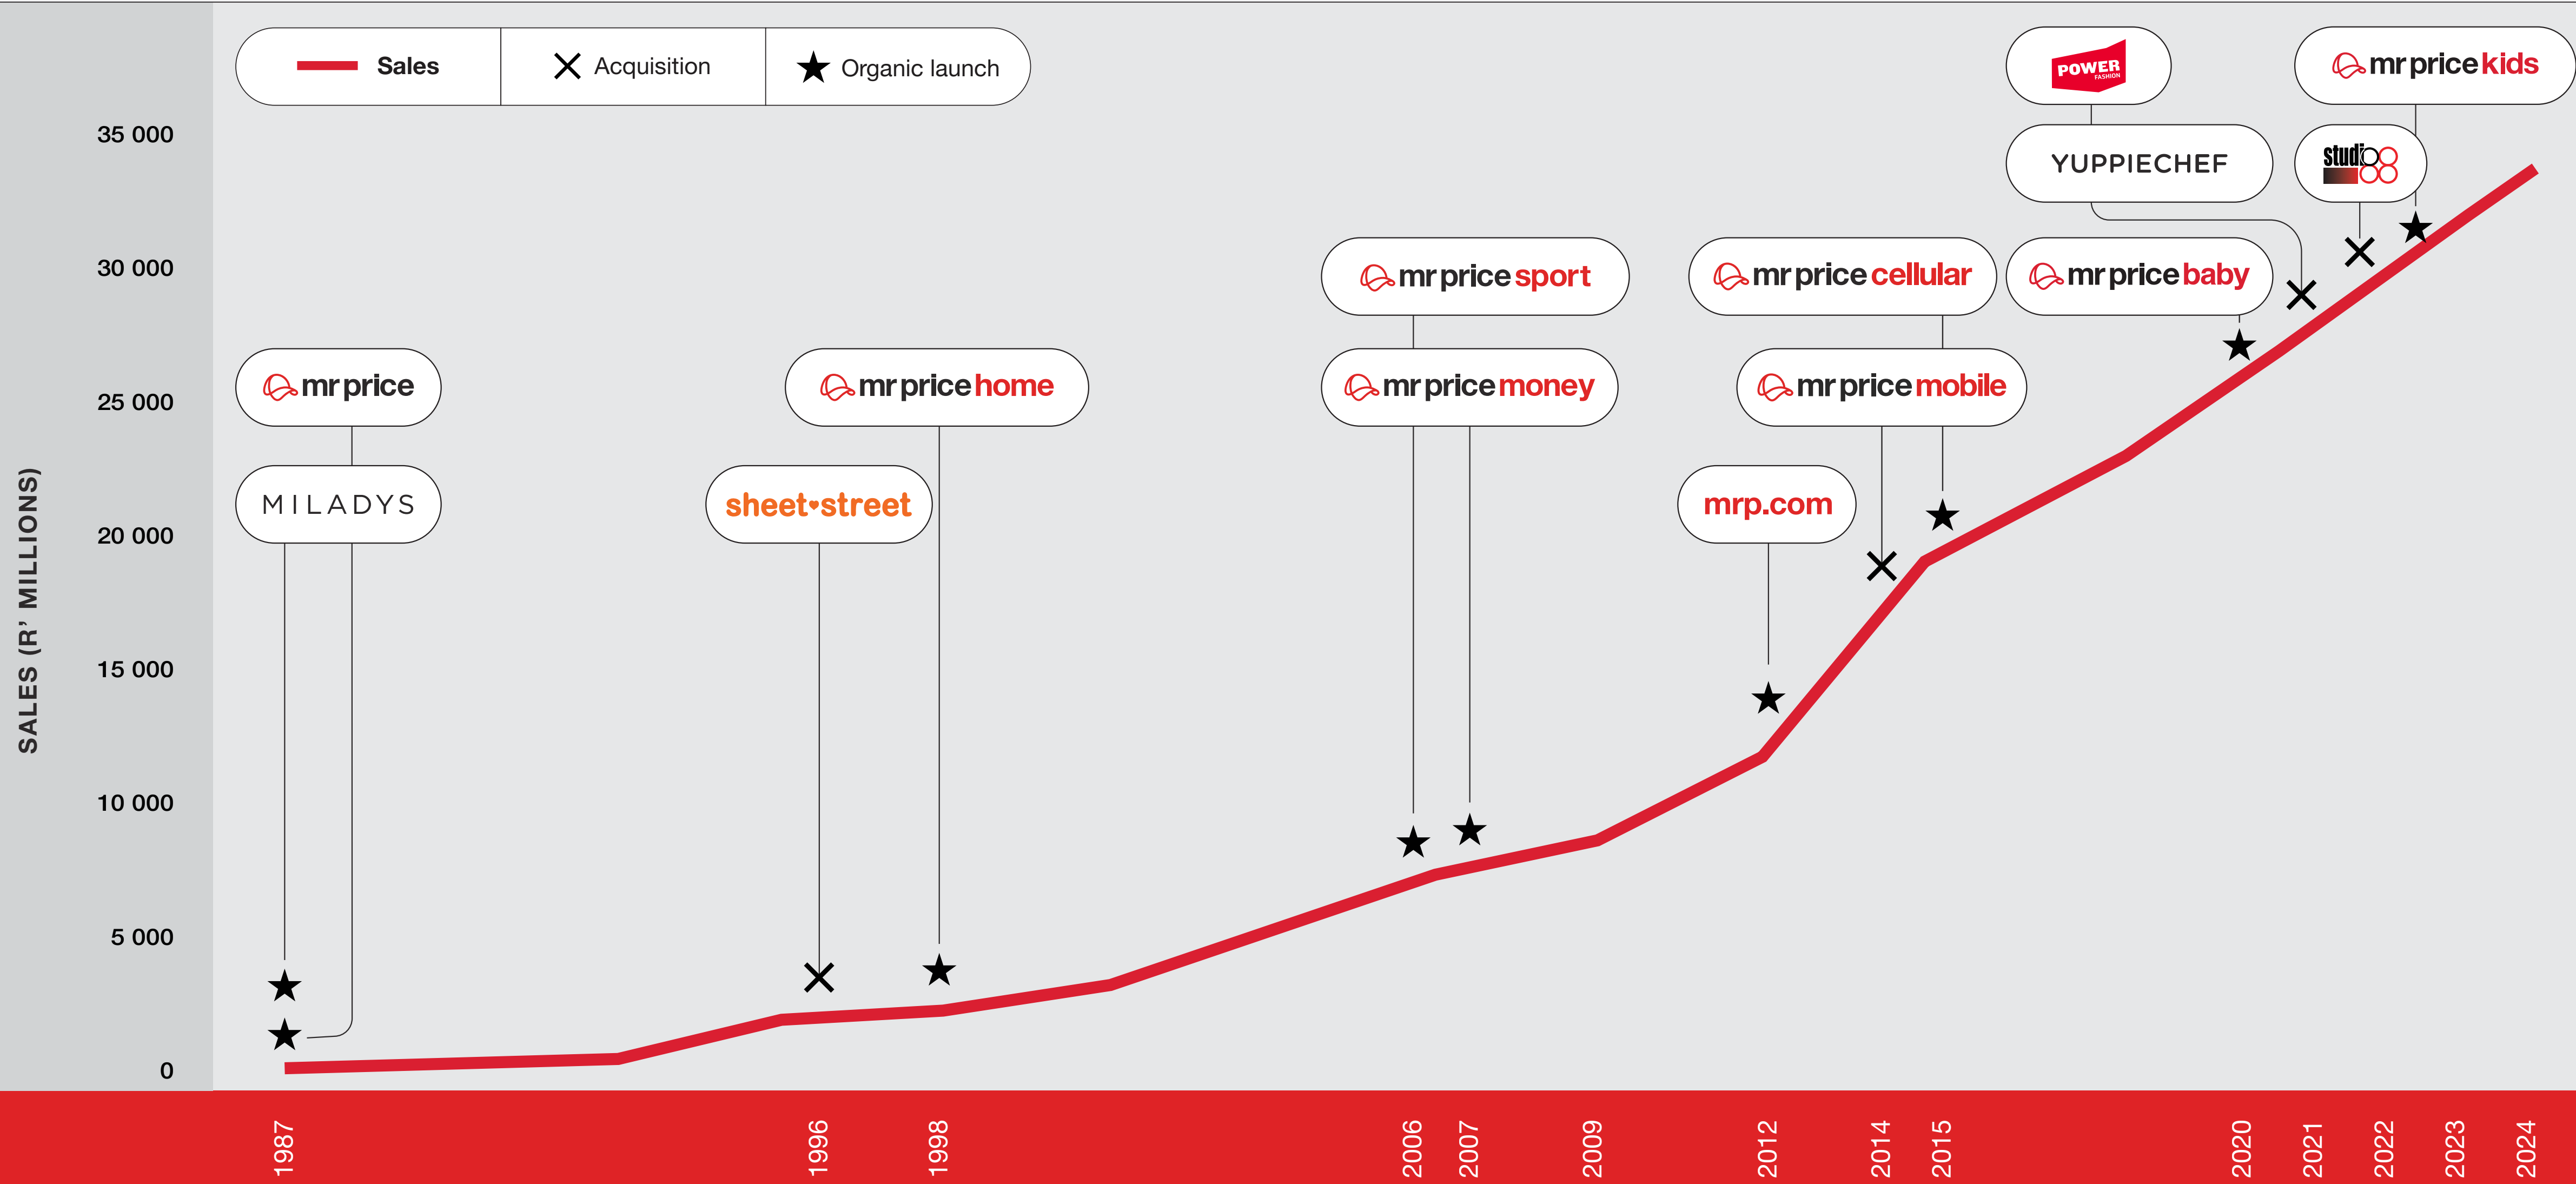 Sales
Acquisition
Organic launch
POWER
FASHION
mr price kids
YUPPIECHEF
studio 88
mr price sport
mr price cellular
mr price baby
mr price
mr price home
mr price money
mr price mobile
MILADYS
sheet street
mrp.com
SALES (R’ MILLIONS)
35 000
30 000
25 000
20 000
15 000
10 000
5 000
0
1987
1996
1998
2006
2007
2009
2012
2014
2015
2020
2021
2022
2023
2024